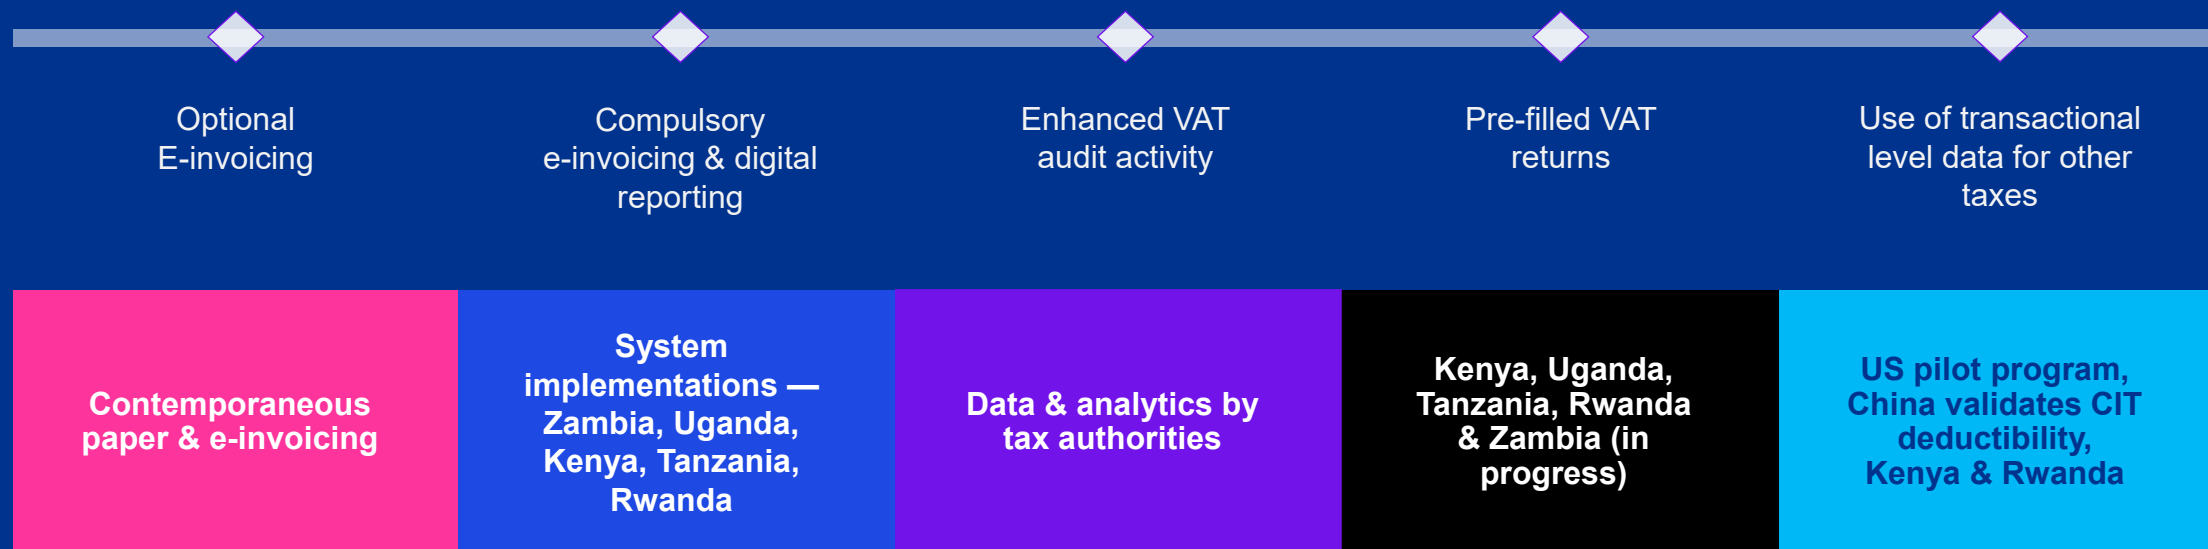 Optional
E-invoicing
Compulsory
e-invoicing & digital
reporting
Enhanced VAT
audit activity
Pre-filled VAT
returns
Use of transactional
level data for other
taxes
Contemporaneous
paper & e-invoicing
System
implementations —
Zambia, Uganda,
Kenya, Tanzania,
Rwanda
Data & analytics by
tax authorities
Kenya, Uganda,
Tanzania, Rwanda
& Zambia (in
progress)
US pilot program,
China validates CIT
deductibility,
Kenya & Rwanda